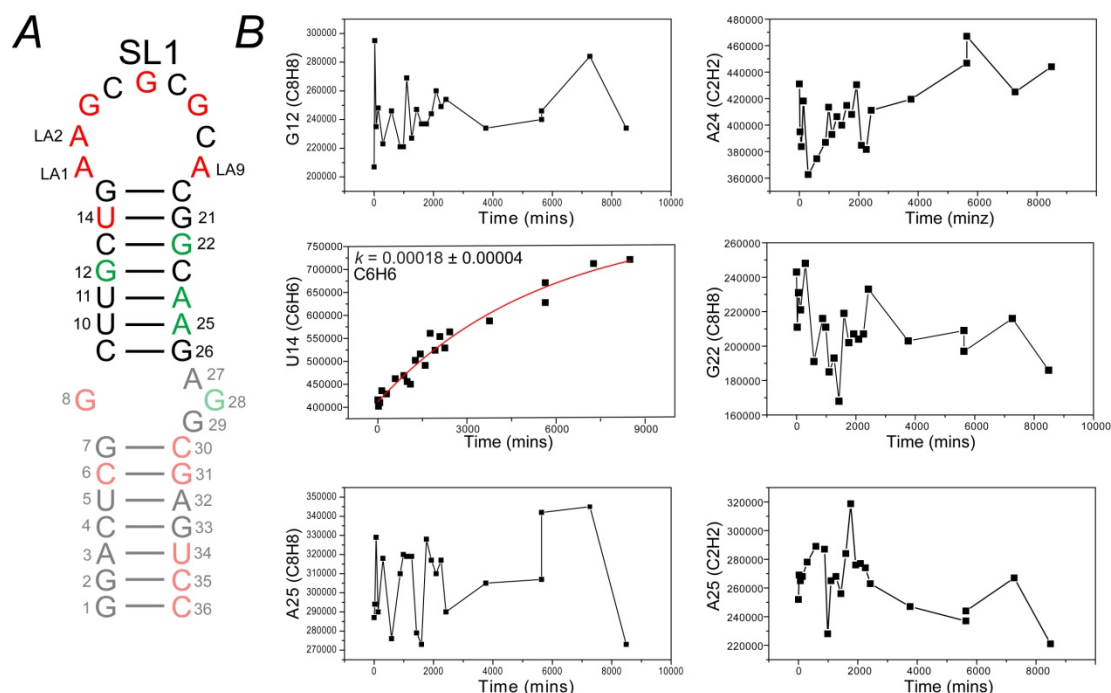 A
SL1
C G C
G G
LA2 A C
LA1 A A LA9
G — C
14 U — G 21
C — G 22
12 G — C
11 U — A
10 U — A 25
C — G 26
A 27
8 G G 28
G 29
7 G — C 30
6 C — G 31
5 U — A 32
4 C — G 33
3 A — U 34
2 G — C 35
1 G — C 36
B
G12 (C8H8)
300000
280000
260000
240000
220000
200000
0 2000 4000 6000 8000 10000
Time (mins)
A24 (C2H2)
480000
460000
440000
420000
400000
380000
360000
0 2000 4000 6000 8000
Time (minz)
U14 (C6H6)
750000
700000
650000
600000
550000
500000
450000
400000
k = 0.00018 ± 0.00004
C6H6
0 3000 6000 9000
Time (mins)
G22 (C8H8)
260000
240000
220000
200000
180000
160000
0 2000 4000 6000 8000 10000
Time (mins)
A25 (C8H8)
350000
340000
330000
320000
310000
300000
290000
280000
270000
0 2000 4000 6000 8000 10000
Time (mins)
A25 (C2H2)
320000
300000
280000
260000
240000
220000
0 2000 4000 6000 8000 10000
Time (mins)